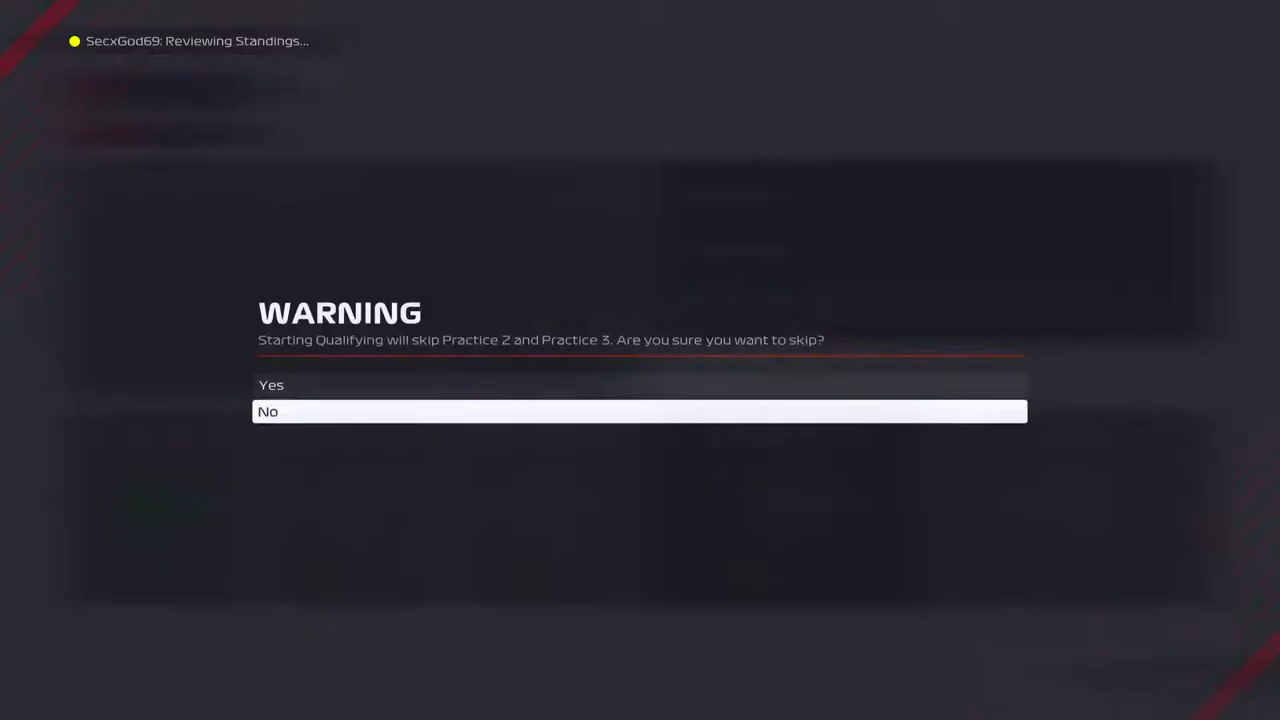 SecxGod69: Reviewing Standings...
WARNING
Starting Qualifying will skip Practice 2 and Practice 3. Are you sure you want to skip?
Yes
No